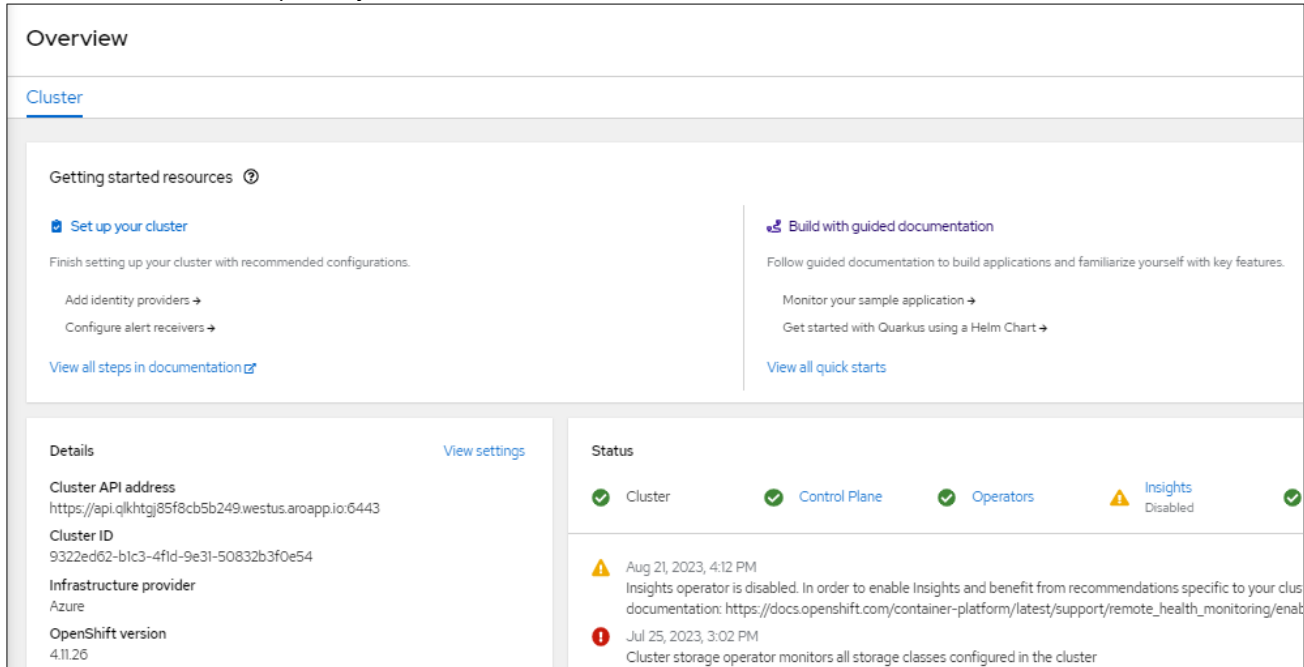 Overview
Cluster
Getting started resources
Set up your cluster
Finish setting up your cluster with recommended configurations.
Add identity providers →
Configure alert receivers →
View all steps in documentation
Build with guided documentation
Follow guided documentation to build applications and familiarize yourself with key features.
Monitor your sample application →
Get started with Quarkus using a Helm Chart →
View all quick starts
Details
View settings
Cluster API address
https://api.qlkhtgj85f8cb5b249.westus.aroapp.io:6443
Cluster ID
9322ed62-b1c3-4f1d-9e31-50832b3f0e54
Infrastructure provider
Azure
OpenShift version
4.11.26
Status
Cluster
Control Plane
Operators
Insights
Disabled
Aug 21, 2023, 4:12 PM
Insights operator is disabled. In order to enable Insights and benefit from recommendations specific to your clus
documentation: https://docs.openshift.com/container-platform/latest/support/remote_health_monitoring/enab
Jul 25, 2023, 3:02 PM
Cluster storage operator monitors all storage classes configured in the cluster